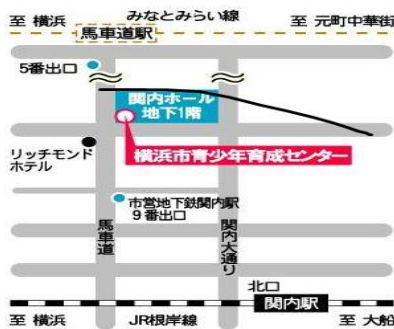 至 横浜
みなとみらい線
至 元町中華街
馬車道駅
5番出口
関内ホール
地下1階
リッチモンド
ホテル
横浜市青少年育成センター
市営地下鉄関内駅
9番出口
馬車道
関内大通り
北口
関内駅
至 横浜
JR根岸線
至 大船